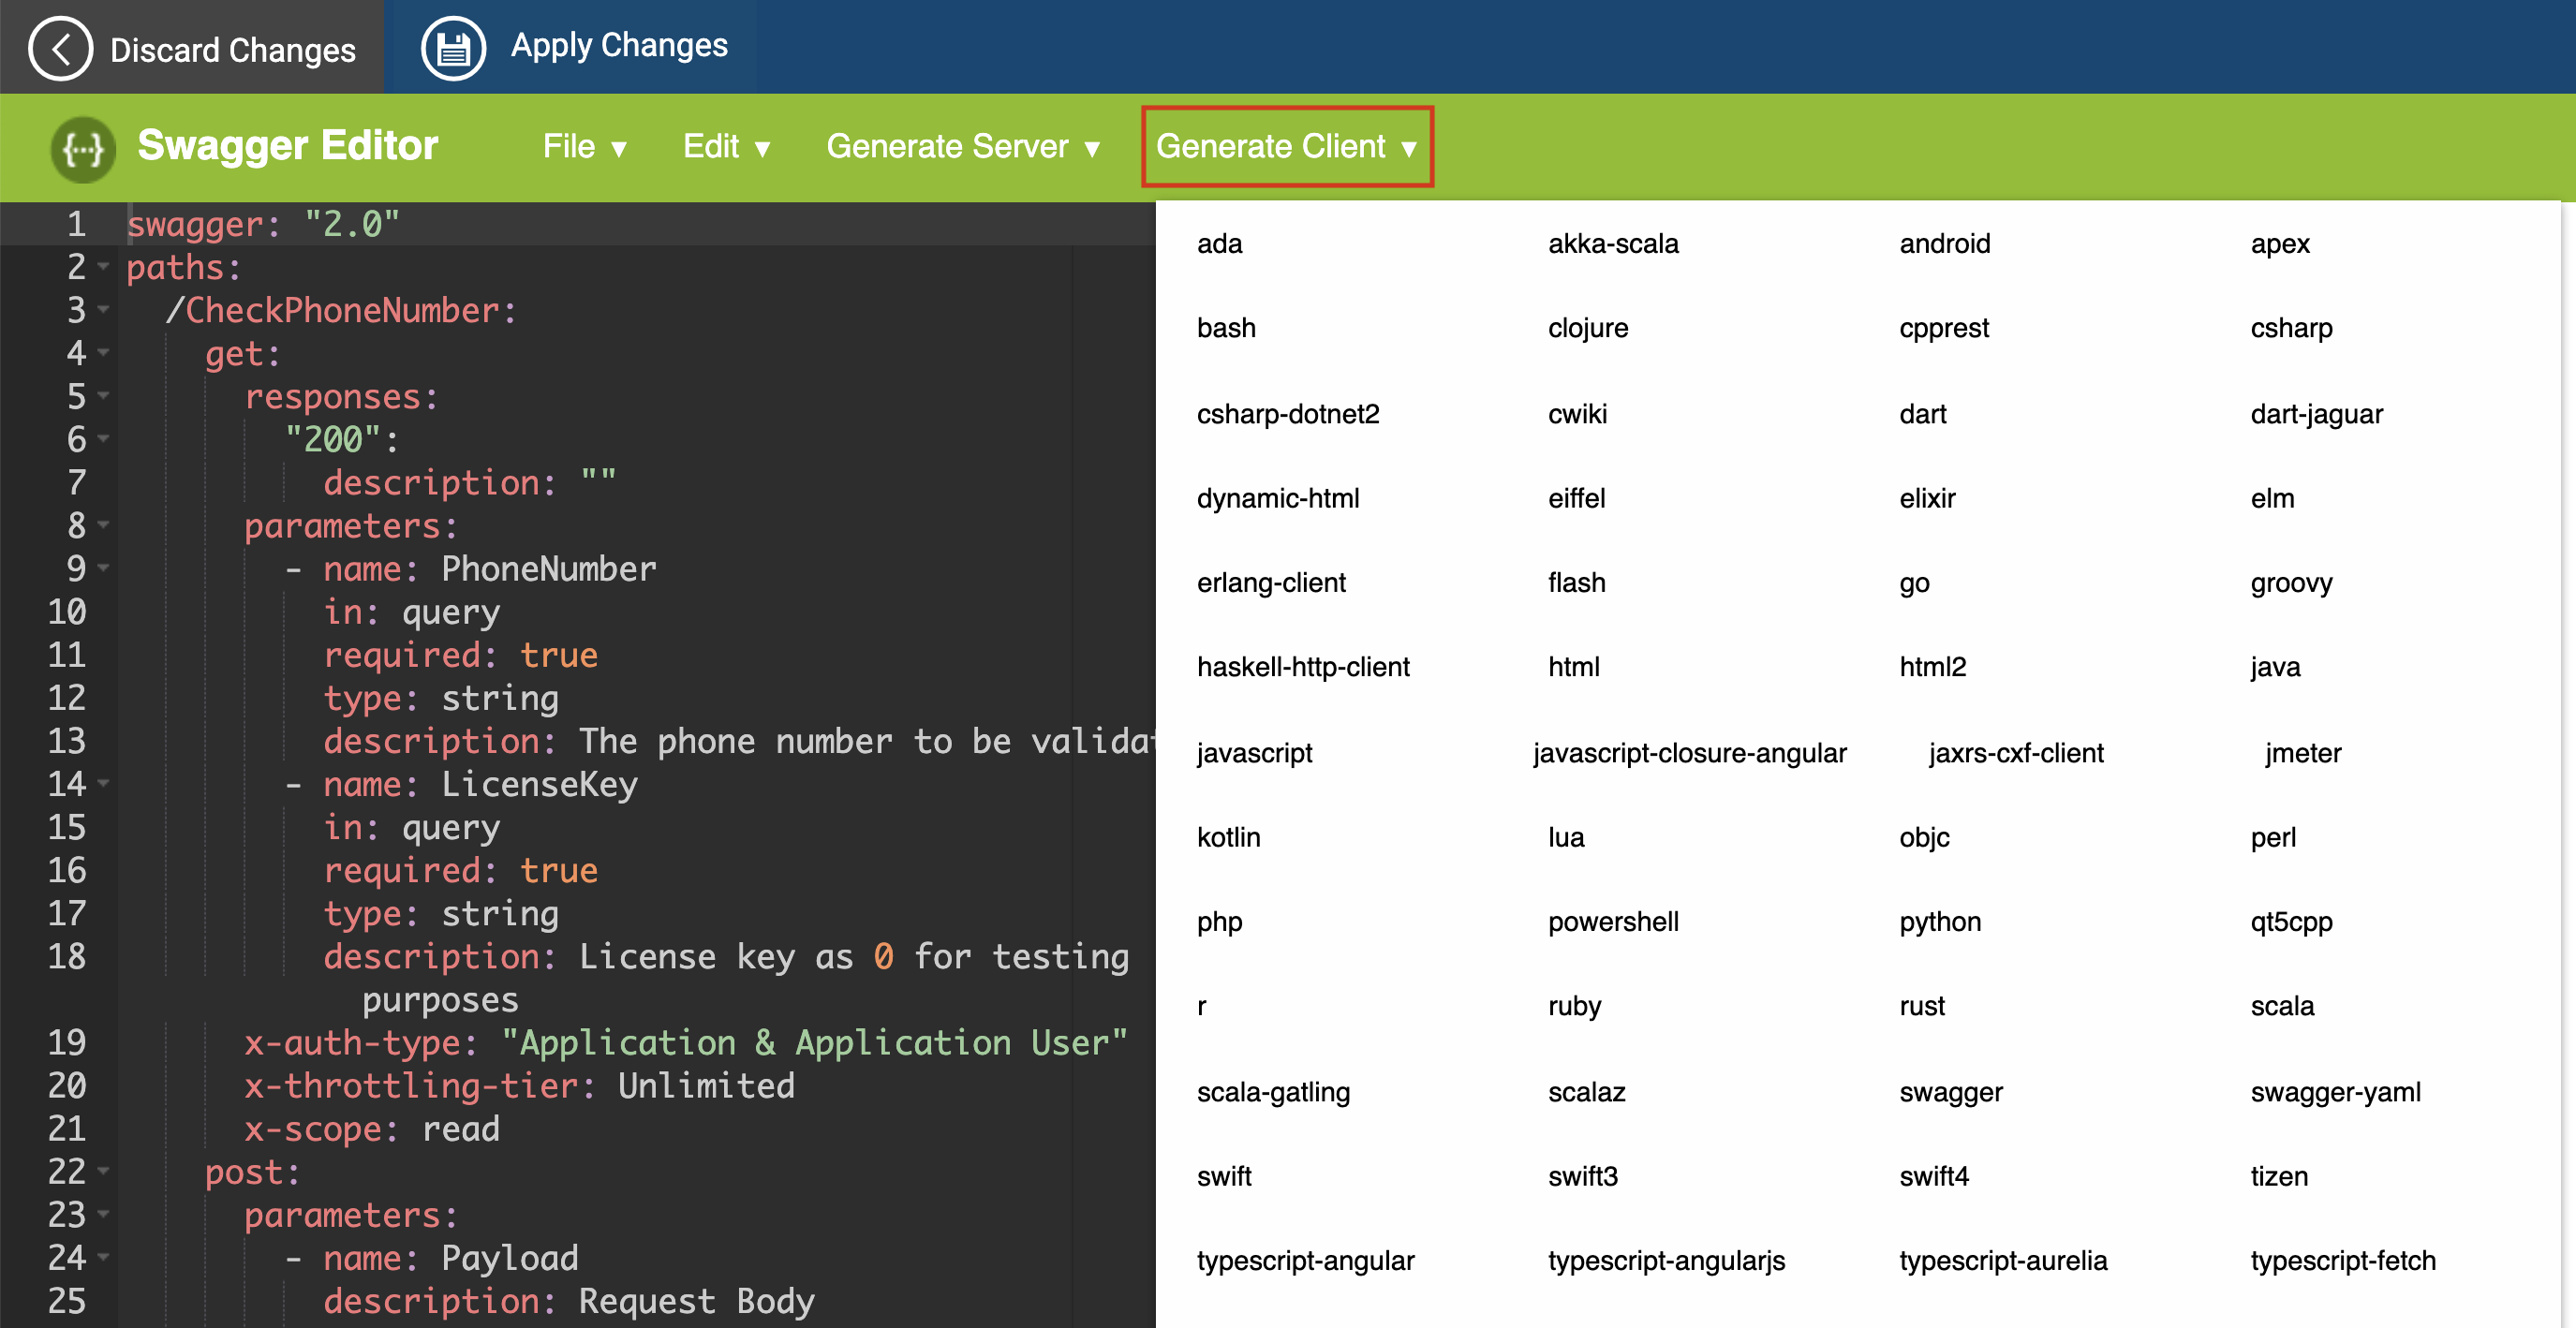 Discard Changes
Apply Changes
{···} Swagger Editor
File ▼
Edit ▼
Generate Server ▼
Generate Client ▼
1 swagger: "2.0"
2 paths:
3 /CheckPhoneNumber:
4 get:
5 responses:
6 "200":
7 description: ""
8 parameters:
9 - name: PhoneNumber
10 in: query
11 required: true
12 type: string
13 description: The phone number to be validat
14 - name: LicenseKey
15 in: query
16 required: true
17 type: string
18 description: License key as 0 for testing
purposes
19 x-auth-type: "Application & Application User"
20 x-throttling-tier: Unlimited
21 x-scope: read
22 post:
23 parameters:
24 - name: Payload
25 description: Request Body
ada akka-scala android apex
bash clojure cpprest csharp
csharp-dotnet2 cwiki dart dart-jaguar
dynamic-html eiffel elixir elm
erlang-client flash go groovy
haskell-http-client html html2 java
javascript javascript-closure-angular jaxrs-cxf-client jmeter
kotlin lua objc perl
php powershell python qt5cpp
r ruby rust scala
scala-gatling scalaz swagger swagger-yaml
swift swift3 swift4 tizen
typescript-angular typescript-angularjs typescript-aurelia typescript-fetch